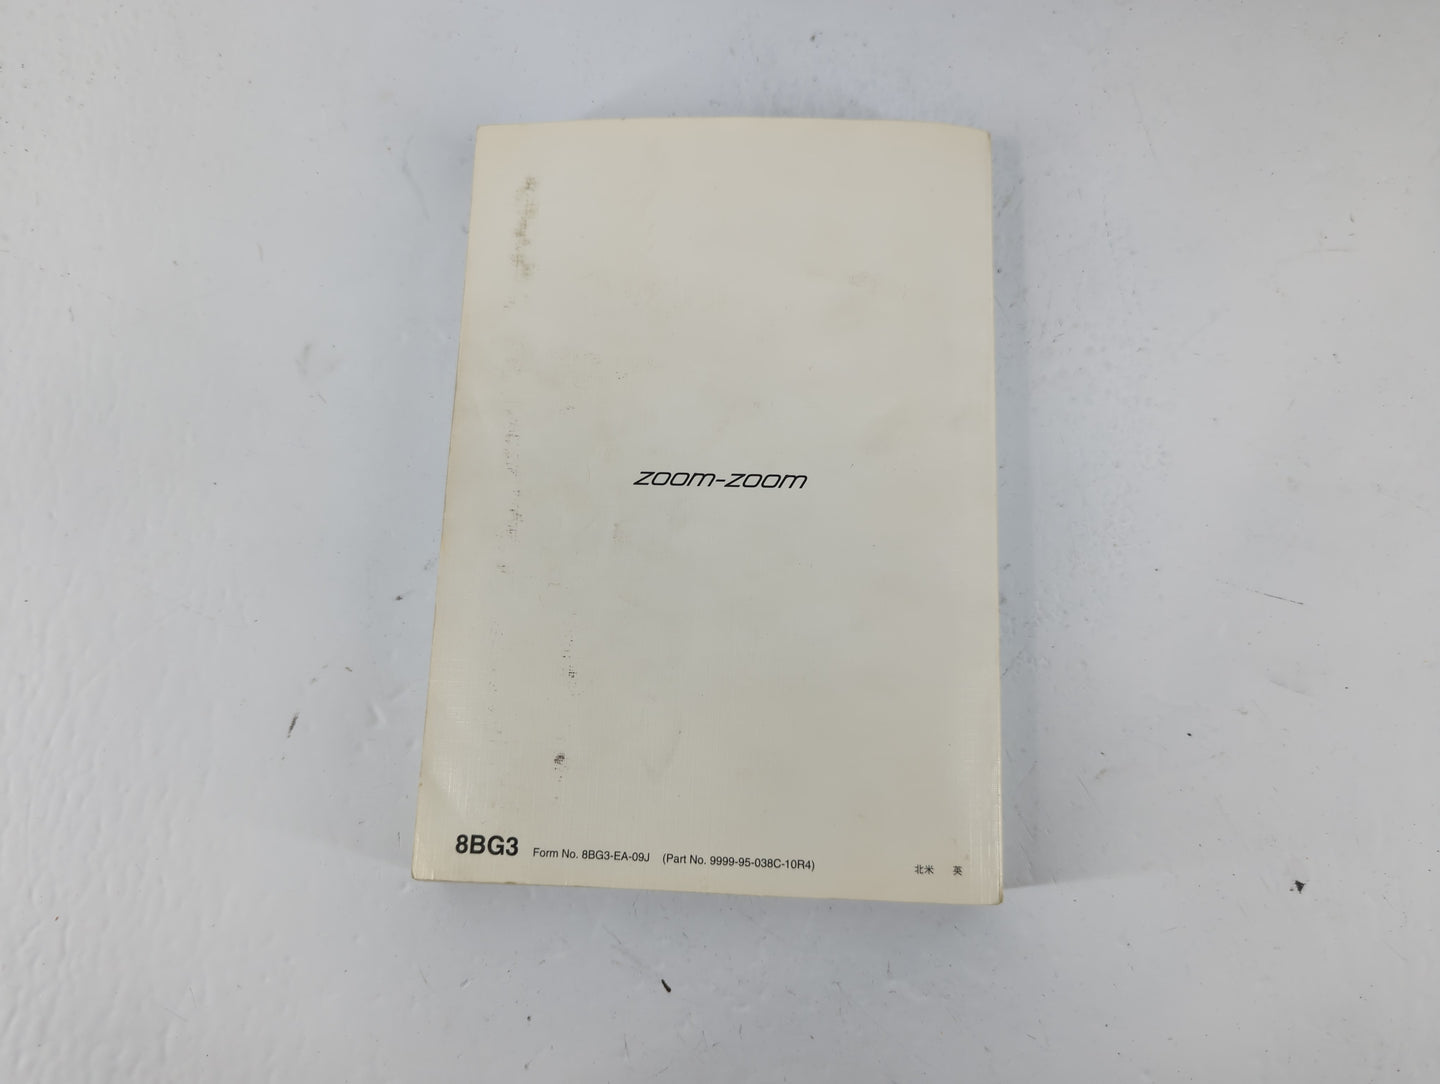 zoom-zoom
8BG3 Form No. 8BG3-EA-09J (Part No. 9999-95-038C-10R4) 北米 英